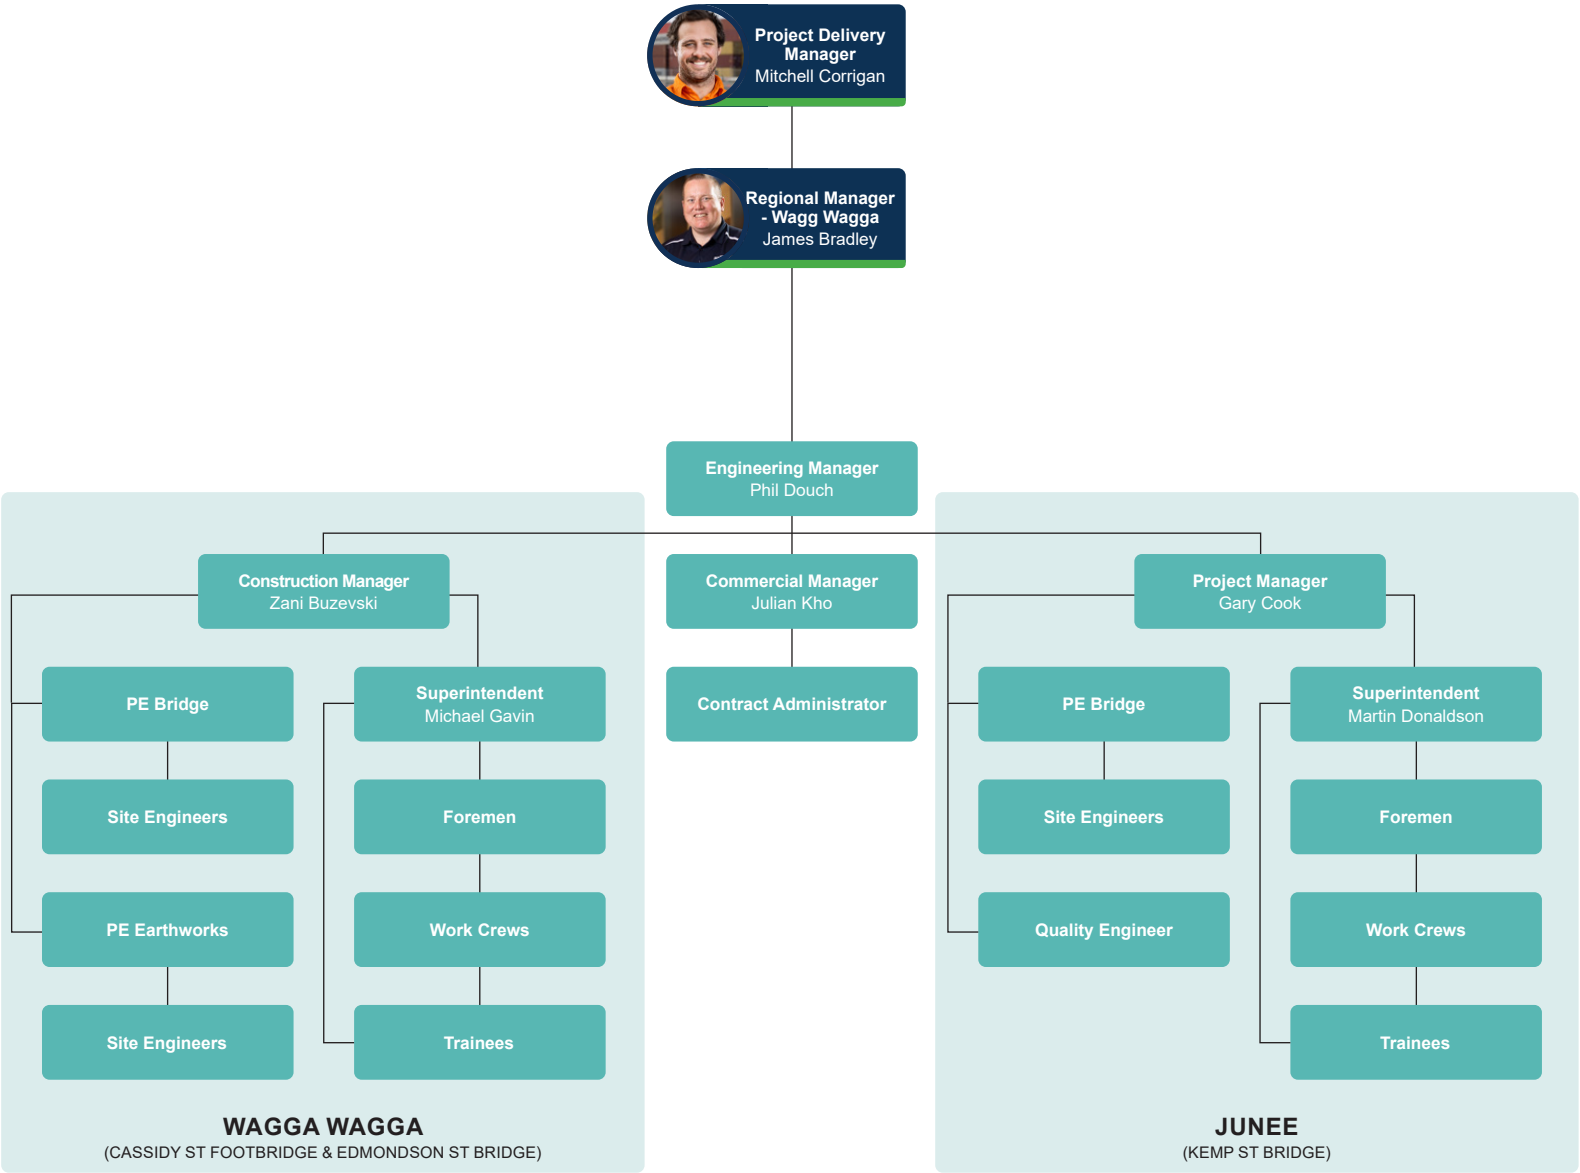 Project Delivery
Manager
Mitchell Corrigan
Regional Manager
- Wagg Wagga
James Bradley
Engineering Manager
Phil Douch
Construction Manager
Zani Buzevski
Commercial Manager
Julian Kho
Project Manager
Gary Cook
PE Bridge
Superintendent
Michael Gavin
Contract Administrator
PE Bridge
Superintendent
Martin Donaldson
Site Engineers
Foremen
Site Engineers
Foremen
PE Earthworks
Work Crews
Quality Engineer
Work Crews
Site Engineers
Trainees
Trainees
WAGGA WAGGA
(CASSIDY ST FOOTBRIDGE & EDMONDSON ST BRIDGE)
JUNEE
(KEMP ST BRIDGE)